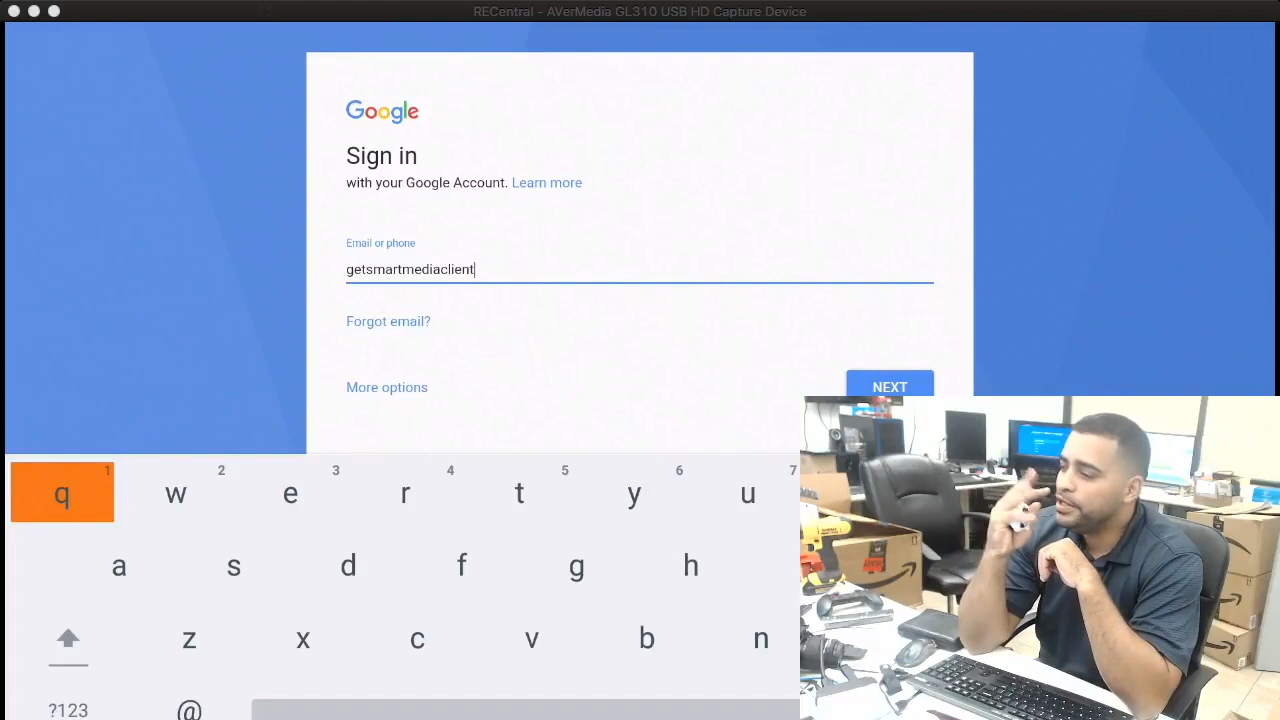 RECentral - AVerMedia GL310 USB HD Capture Device
Google
Sign in
with your Google Account. Learn more
Email or phone
getsmartmediaclient
Forgot email?
More options
NEXT
1 2 3 4 5 6 7
q w e r t y u
a s d f g h
z x c v b n
?123 @